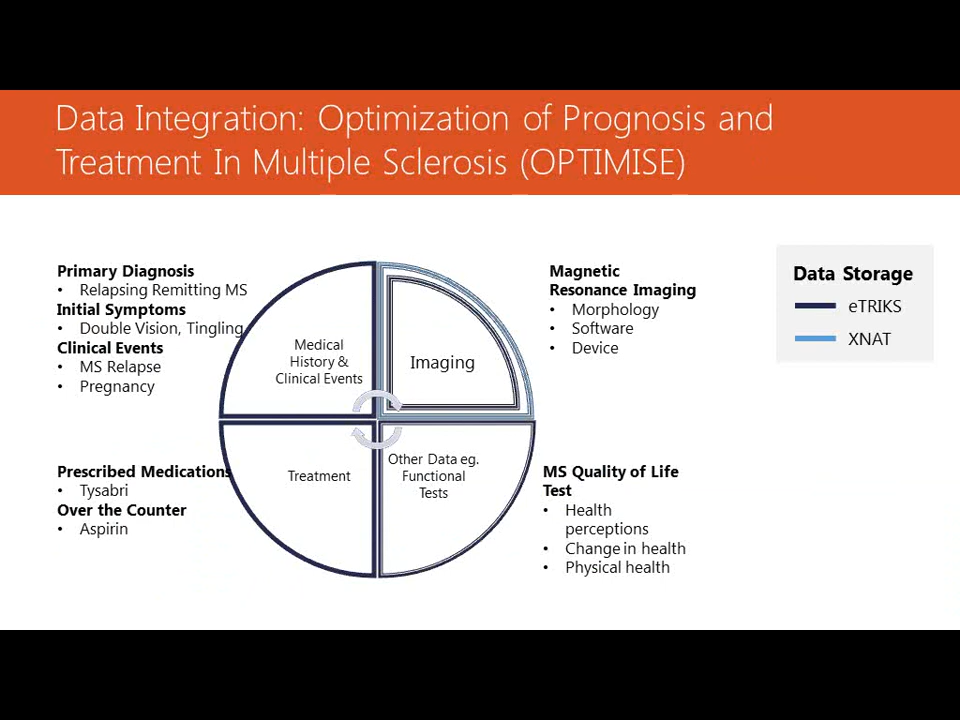 Data Integration: Optimization of Prognosis and
Treatment In Multiple Sclerosis (OPTIMISE)
Primary Diagnosis
• Relapsing Remitting MS
Initial Symptoms
• Double Vision, Tingling
Clinical Events
• MS Relapse
• Pregnancy
Medical
History &
Clinical Events
Imaging
Magnetic
Resonance Imaging
• Morphology
• Software
• Device
Data Storage
eTRIKS
XNAT
Prescribed Medications
• Tysabri
Over the Counter
• Aspirin
Treatment
Other Data eg.
Functional
Tests
MS Quality of Life
Test
• Health
perceptions
• Change in health
• Physical health